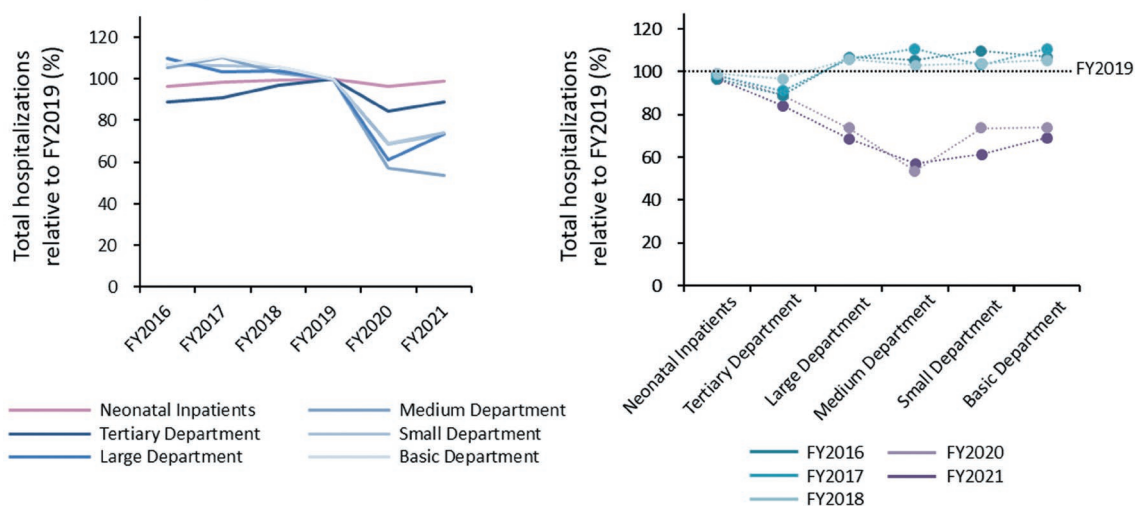 Total hospitalizations
relative to FY2019 (%)
120
100
80
60
40
20
0
FY2016
FY2017
FY2018
FY2019
FY2020
FY2021
Neonatal Inpatients
Tertiary Department
Large Department
Medium Department
Small Department
Basic Department
Total hospitalizations
relative to FY2019 (%)
120
100
80
60
40
20
0
FY2019
Neonatal Inpatients
Tertiary Department
Large Department
Medium Department
Small Department
Basic Department
FY2016
FY2017
FY2018
FY2020
FY2021